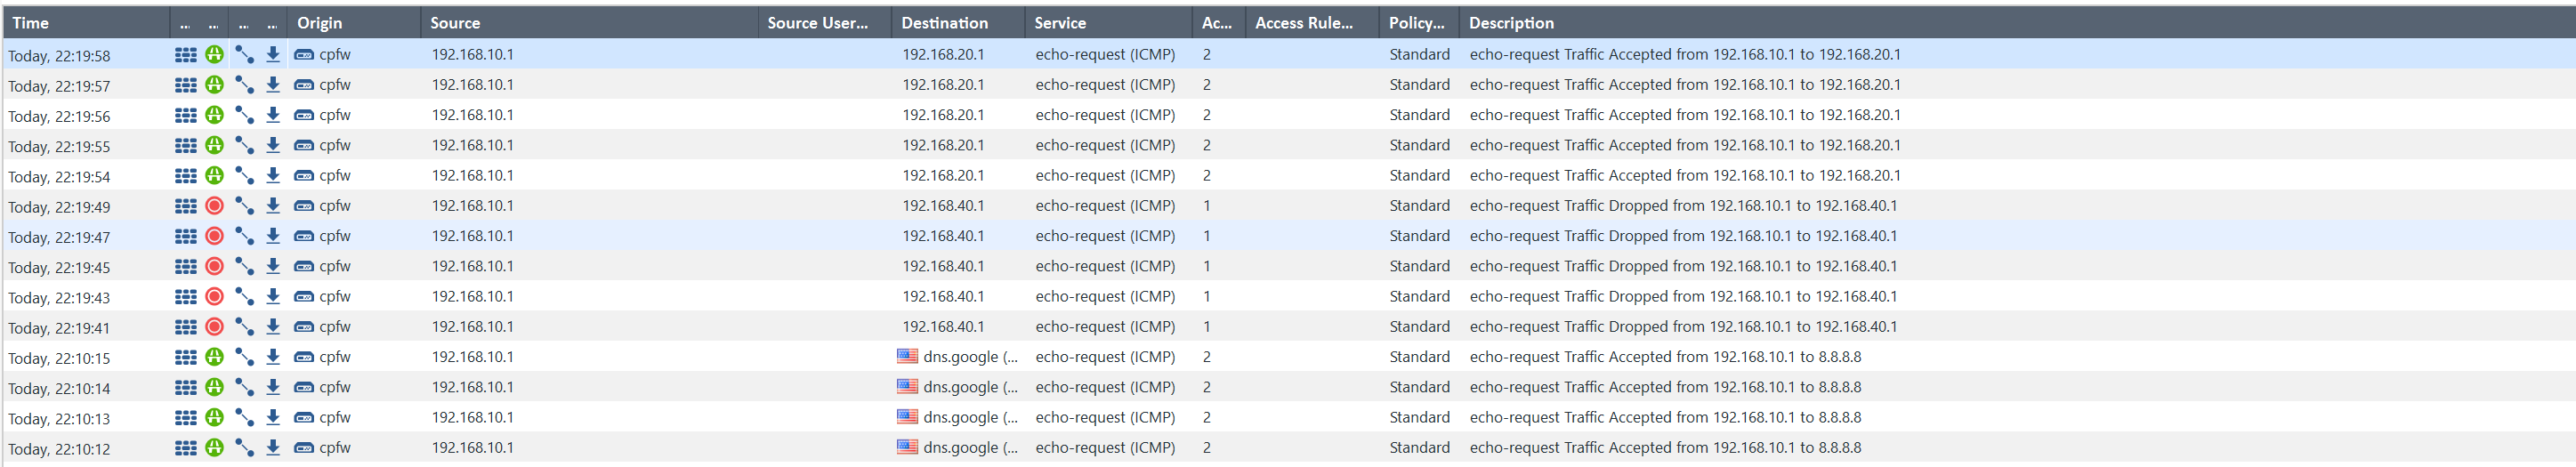 Time ... ... ... ... Origin Source Source User... Destination Service Ac... Access Rule... Policy... Description
Today, 22:19:58 cpfw 192.168.10.1 192.168.20.1 echo-request (ICMP) 2 Standard echo-request Traffic Accepted from 192.168.10.1 to 192.168.20.1
Today, 22:19:57 cpfw 192.168.10.1 192.168.20.1 echo-request (ICMP) 2 Standard echo-request Traffic Accepted from 192.168.10.1 to 192.168.20.1
Today, 22:19:56 cpfw 192.168.10.1 192.168.20.1 echo-request (ICMP) 2 Standard echo-request Traffic Accepted from 192.168.10.1 to 192.168.20.1
Today, 22:19:55 cpfw 192.168.10.1 192.168.20.1 echo-request (ICMP) 2 Standard echo-request Traffic Accepted from 192.168.10.1 to 192.168.20.1
Today, 22:19:54 cpfw 192.168.10.1 192.168.20.1 echo-request (ICMP) 2 Standard echo-request Traffic Accepted from 192.168.10.1 to 192.168.20.1
Today, 22:19:49 cpfw 192.168.10.1 192.168.40.1 echo-request (ICMP) 1 Standard echo-request Traffic Dropped from 192.168.10.1 to 192.168.40.1
Today, 22:19:47 cpfw 192.168.10.1 192.168.40.1 echo-request (ICMP) 1 Standard echo-request Traffic Dropped from 192.168.10.1 to 192.168.40.1
Today, 22:19:45 cpfw 192.168.10.1 192.168.40.1 echo-request (ICMP) 1 Standard echo-request Traffic Dropped from 192.168.10.1 to 192.168.40.1
Today, 22:19:43 cpfw 192.168.10.1 192.168.40.1 echo-request (ICMP) 1 Standard echo-request Traffic Dropped from 192.168.10.1 to 192.168.40.1
Today, 22:19:41 cpfw 192.168.10.1 192.168.40.1 echo-request (ICMP) 1 Standard echo-request Traffic Dropped from 192.168.10.1 to 192.168.40.1
Today, 22:10:15 cpfw 192.168.10.1 dns.google (... echo-request (ICMP) 2 Standard echo-request Traffic Accepted from 192.168.10.1 to 8.8.8.8
Today, 22:10:14 cpfw 192.168.10.1 dns.google (... echo-request (ICMP) 2 Standard echo-request Traffic Accepted from 192.168.10.1 to 8.8.8.8
Today, 22:10:13 cpfw 192.168.10.1 dns.google (... echo-request (ICMP) 2 Standard echo-request Traffic Accepted from 192.168.10.1 to 8.8.8.8
Today, 22:10:12 cpfw 192.168.10.1 dns.google (... echo-request (ICMP) 2 Standard echo-request Traffic Accepted from 192.168.10.1 to 8.8.8.8